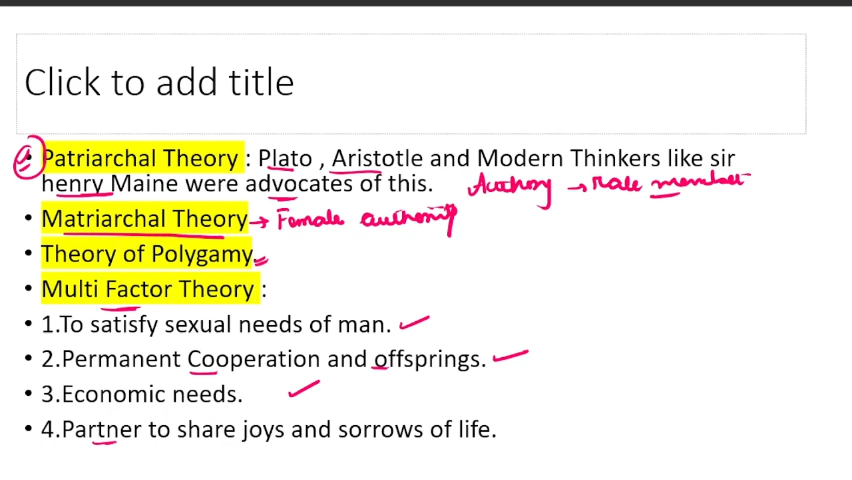 Click to add title
• Patriarchal Theory : Plato , Aristotle and Modern Thinkers like sir
henry Maine were advocates of this. Authority → Male member
• Matriarchal Theory → Female authority
• Theory of Polygamy
• Multi Factor Theory :
• 1.To satisfy sexual needs of man.
• 2.Permanent Cooperation and offsprings.
• 3.Economic needs.
• 4.Partner to share joys and sorrows of life.